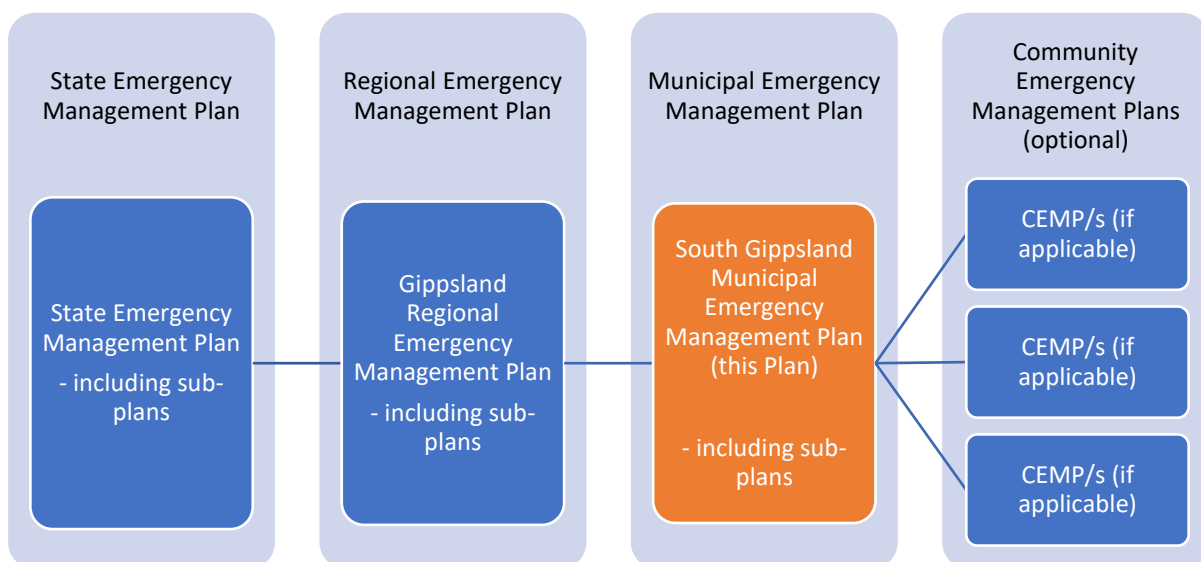 State Emergency
Management Plan
State Emergency
Management Plan
- including sub-
plans
Regional Emergency
Management Plan
Gippsland
Regional
Emergency
Management Plan
- including sub-
plans
Municipal Emergency
Management Plan
South Gippsland
Municipal
Emergency
Management Plan
(this Plan)
- including sub-
plans
Community
Emergency
Management Plans
(optional)
CEMP/s (if
applicable)
CEMP/s (if
applicable)
CEMP/s (if
applicable)